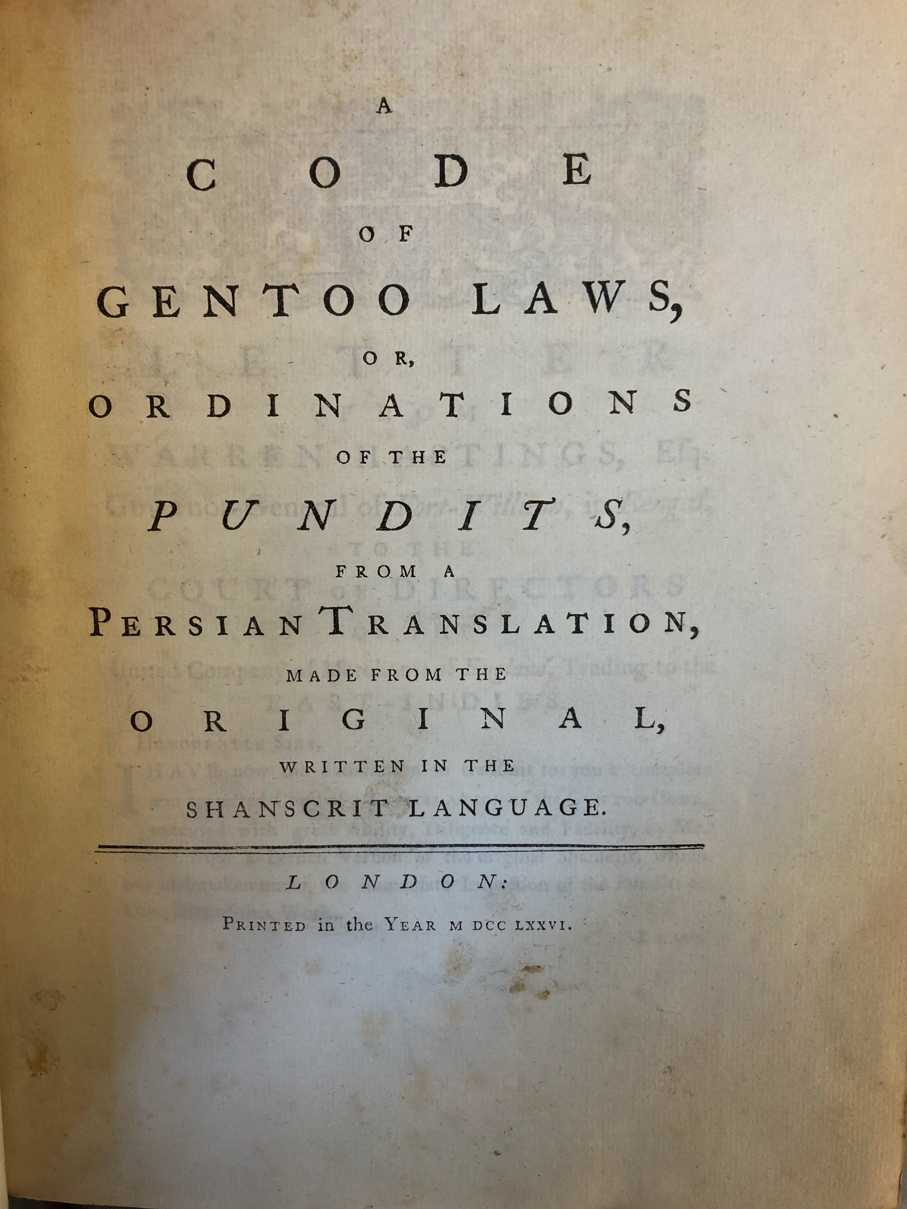 A
CODE
OF
GENTOO LAWS,
OR,
ORDINATIONS
OF THE
PUNDITS,
FROM A
PERSIAN TRANSLATION,
MADE FROM THE
ORIGINAL,
WRITTEN IN THE
SHANSCRIT LANGUAGE.
LONDON:
PRINTED in the YEAR M DCC LXXVI.